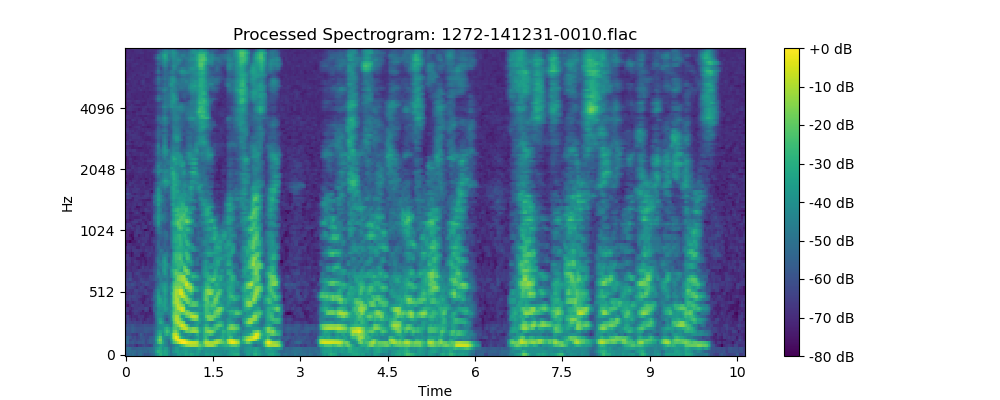 Processed Spectrogram: 1272-141231-0010.flac
Hz
4096
2048
1024
512
0
0 1.5 3 4.5 6 7.5 9 10
Time
+0 dB
-10 dB
-20 dB
-30 dB
-40 dB
-50 dB
-60 dB
-70 dB
-80 dB